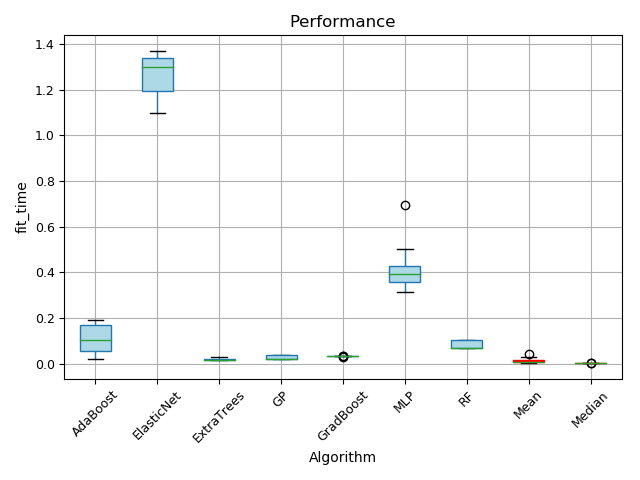 Performance
fit_time
1.4
1.2
1.0
0.8
0.6
0.4
0.2
0.0
AdaBoost
ElasticNet
ExtraTrees
GP
GradBoost
MLP
RF
Mean
Median
Algorithm